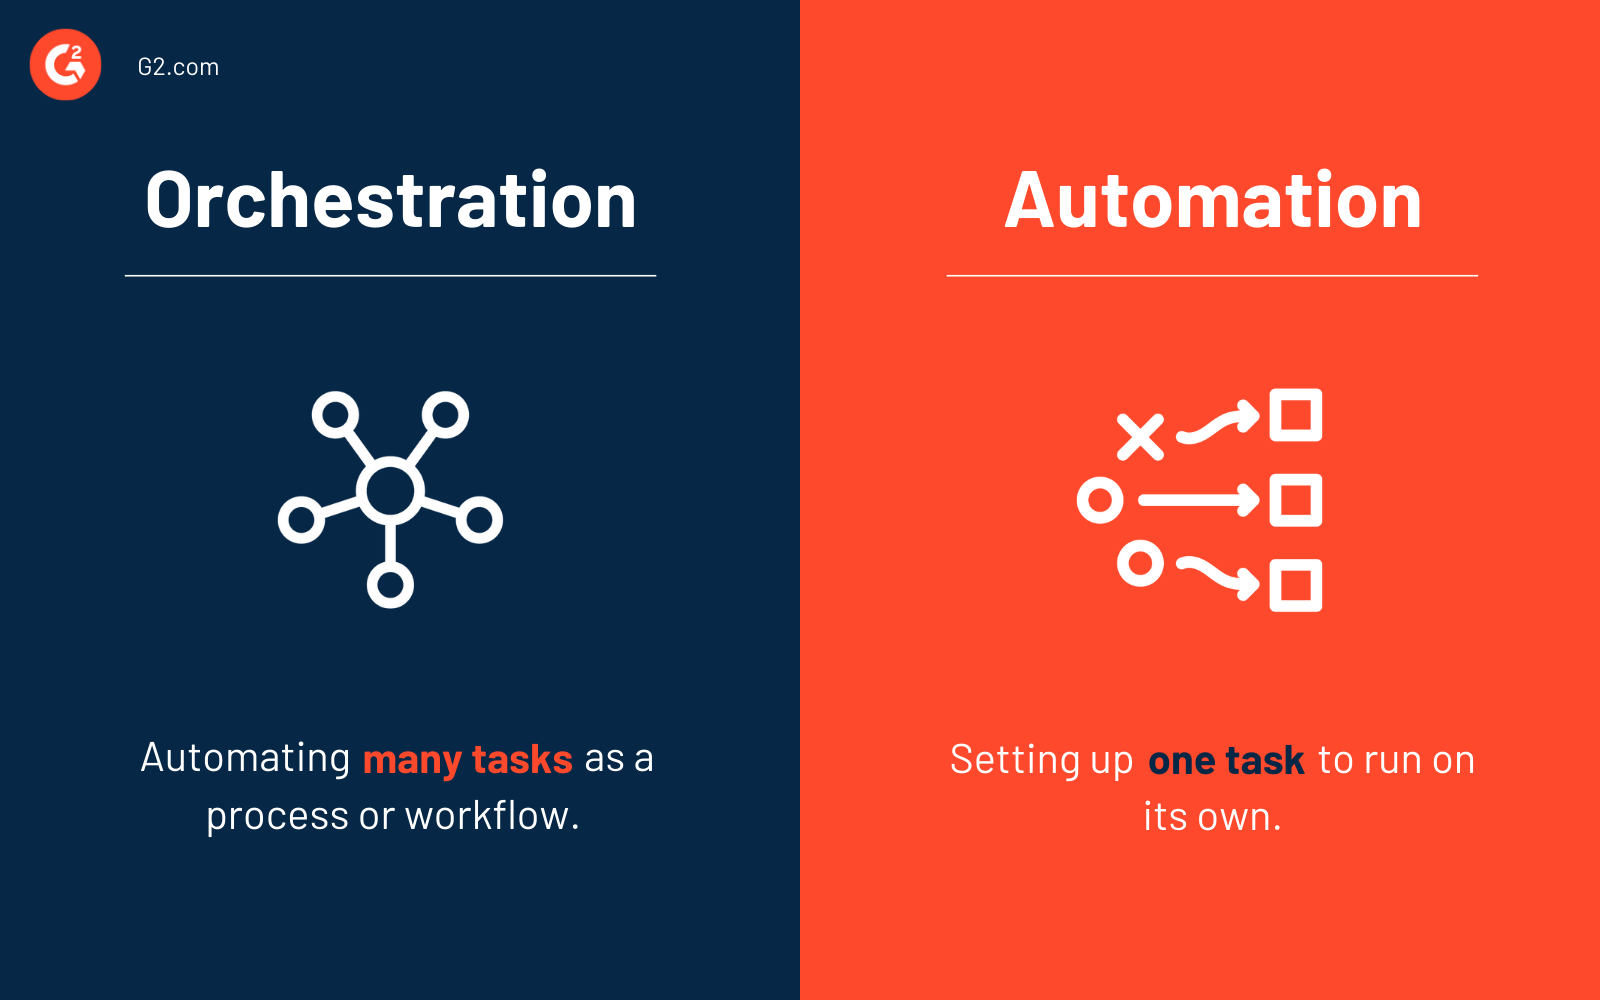 G2
G2.com
Orchestration
Automating many tasks as a
process or workflow.
Automation
Setting up one task to run on
its own.